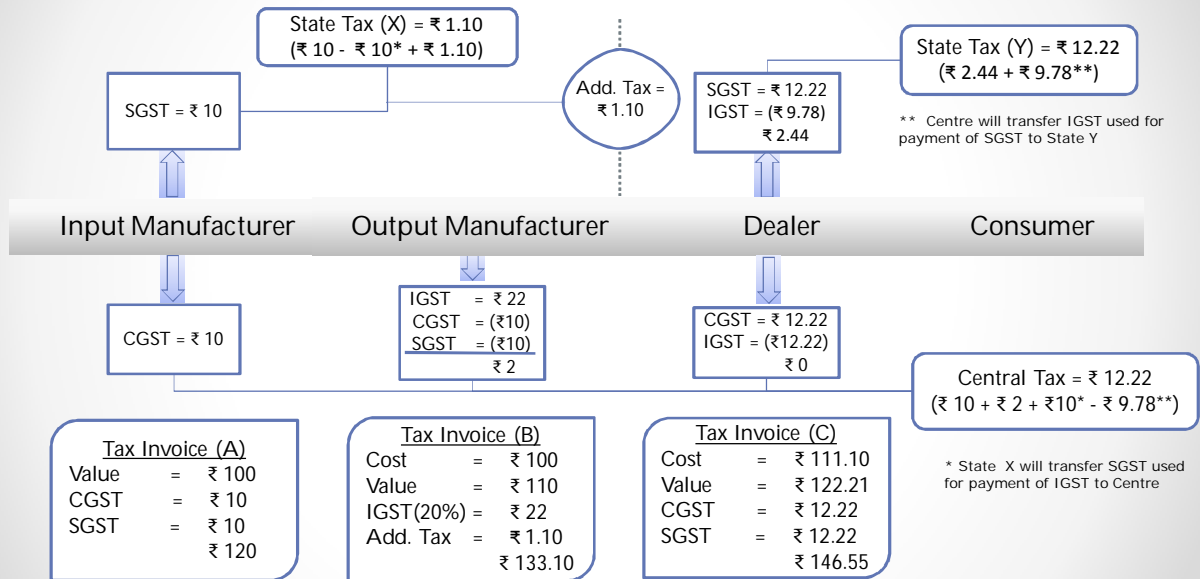 State Tax (X) = ₹ 1.10
(₹ 10 - ₹ 10* + ₹ 1.10)
State Tax (Y) = ₹ 12.22
(₹ 2.44 + ₹ 9.78**)
SGST = ₹ 10
Add. Tax =
₹ 1.10
SGST = ₹ 12.22
IGST = (₹ 9.78)
₹ 2.44
** Centre will transfer IGST used for
payment of SGST to State Y
Input Manufacturer
Output Manufacturer
Dealer
Consumer
CGST = ₹ 10
IGST = ₹ 22
CGST = (₹10)
SGST = (₹10)
₹ 2
CGST = ₹ 12.22
IGST = (₹12.22)
₹ 0
Central Tax = ₹ 12.22
(₹ 10 + ₹ 2 + ₹10* - ₹ 9.78**)
Tax Invoice (A)
Value = ₹ 100
CGST = ₹ 10
SGST = ₹ 10
₹ 120
Tax Invoice (B)
Cost = ₹ 100
Value = ₹ 110
IGST(20%) = ₹ 22
Add. Tax = ₹ 1.10
₹ 133.10
Tax Invoice (C)
Cost = ₹ 111.10
Value = ₹ 122.21
CGST = ₹ 12.22
SGST = ₹ 12.22
₹ 146.55
* State X will transfer SGST used
for payment of IGST to Centre